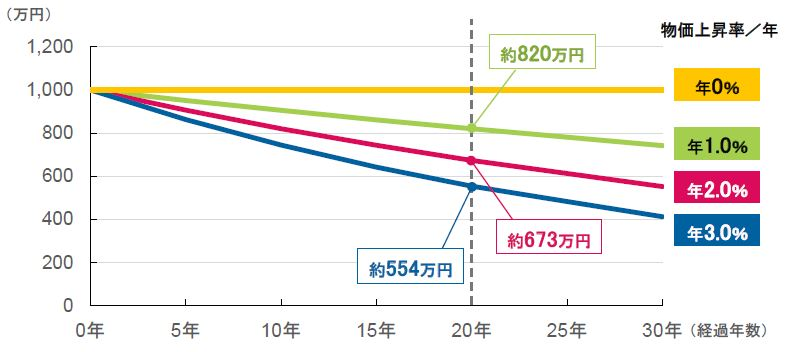 （万円）
物価上昇率／年
1,200
約820万円
1,000
年0%
800
年1.0%
600
年2.0%
400
約673万円
年3.0%
約554万円
200
0
0年 5年 10年 15年 20年 25年 30年（経過年数）